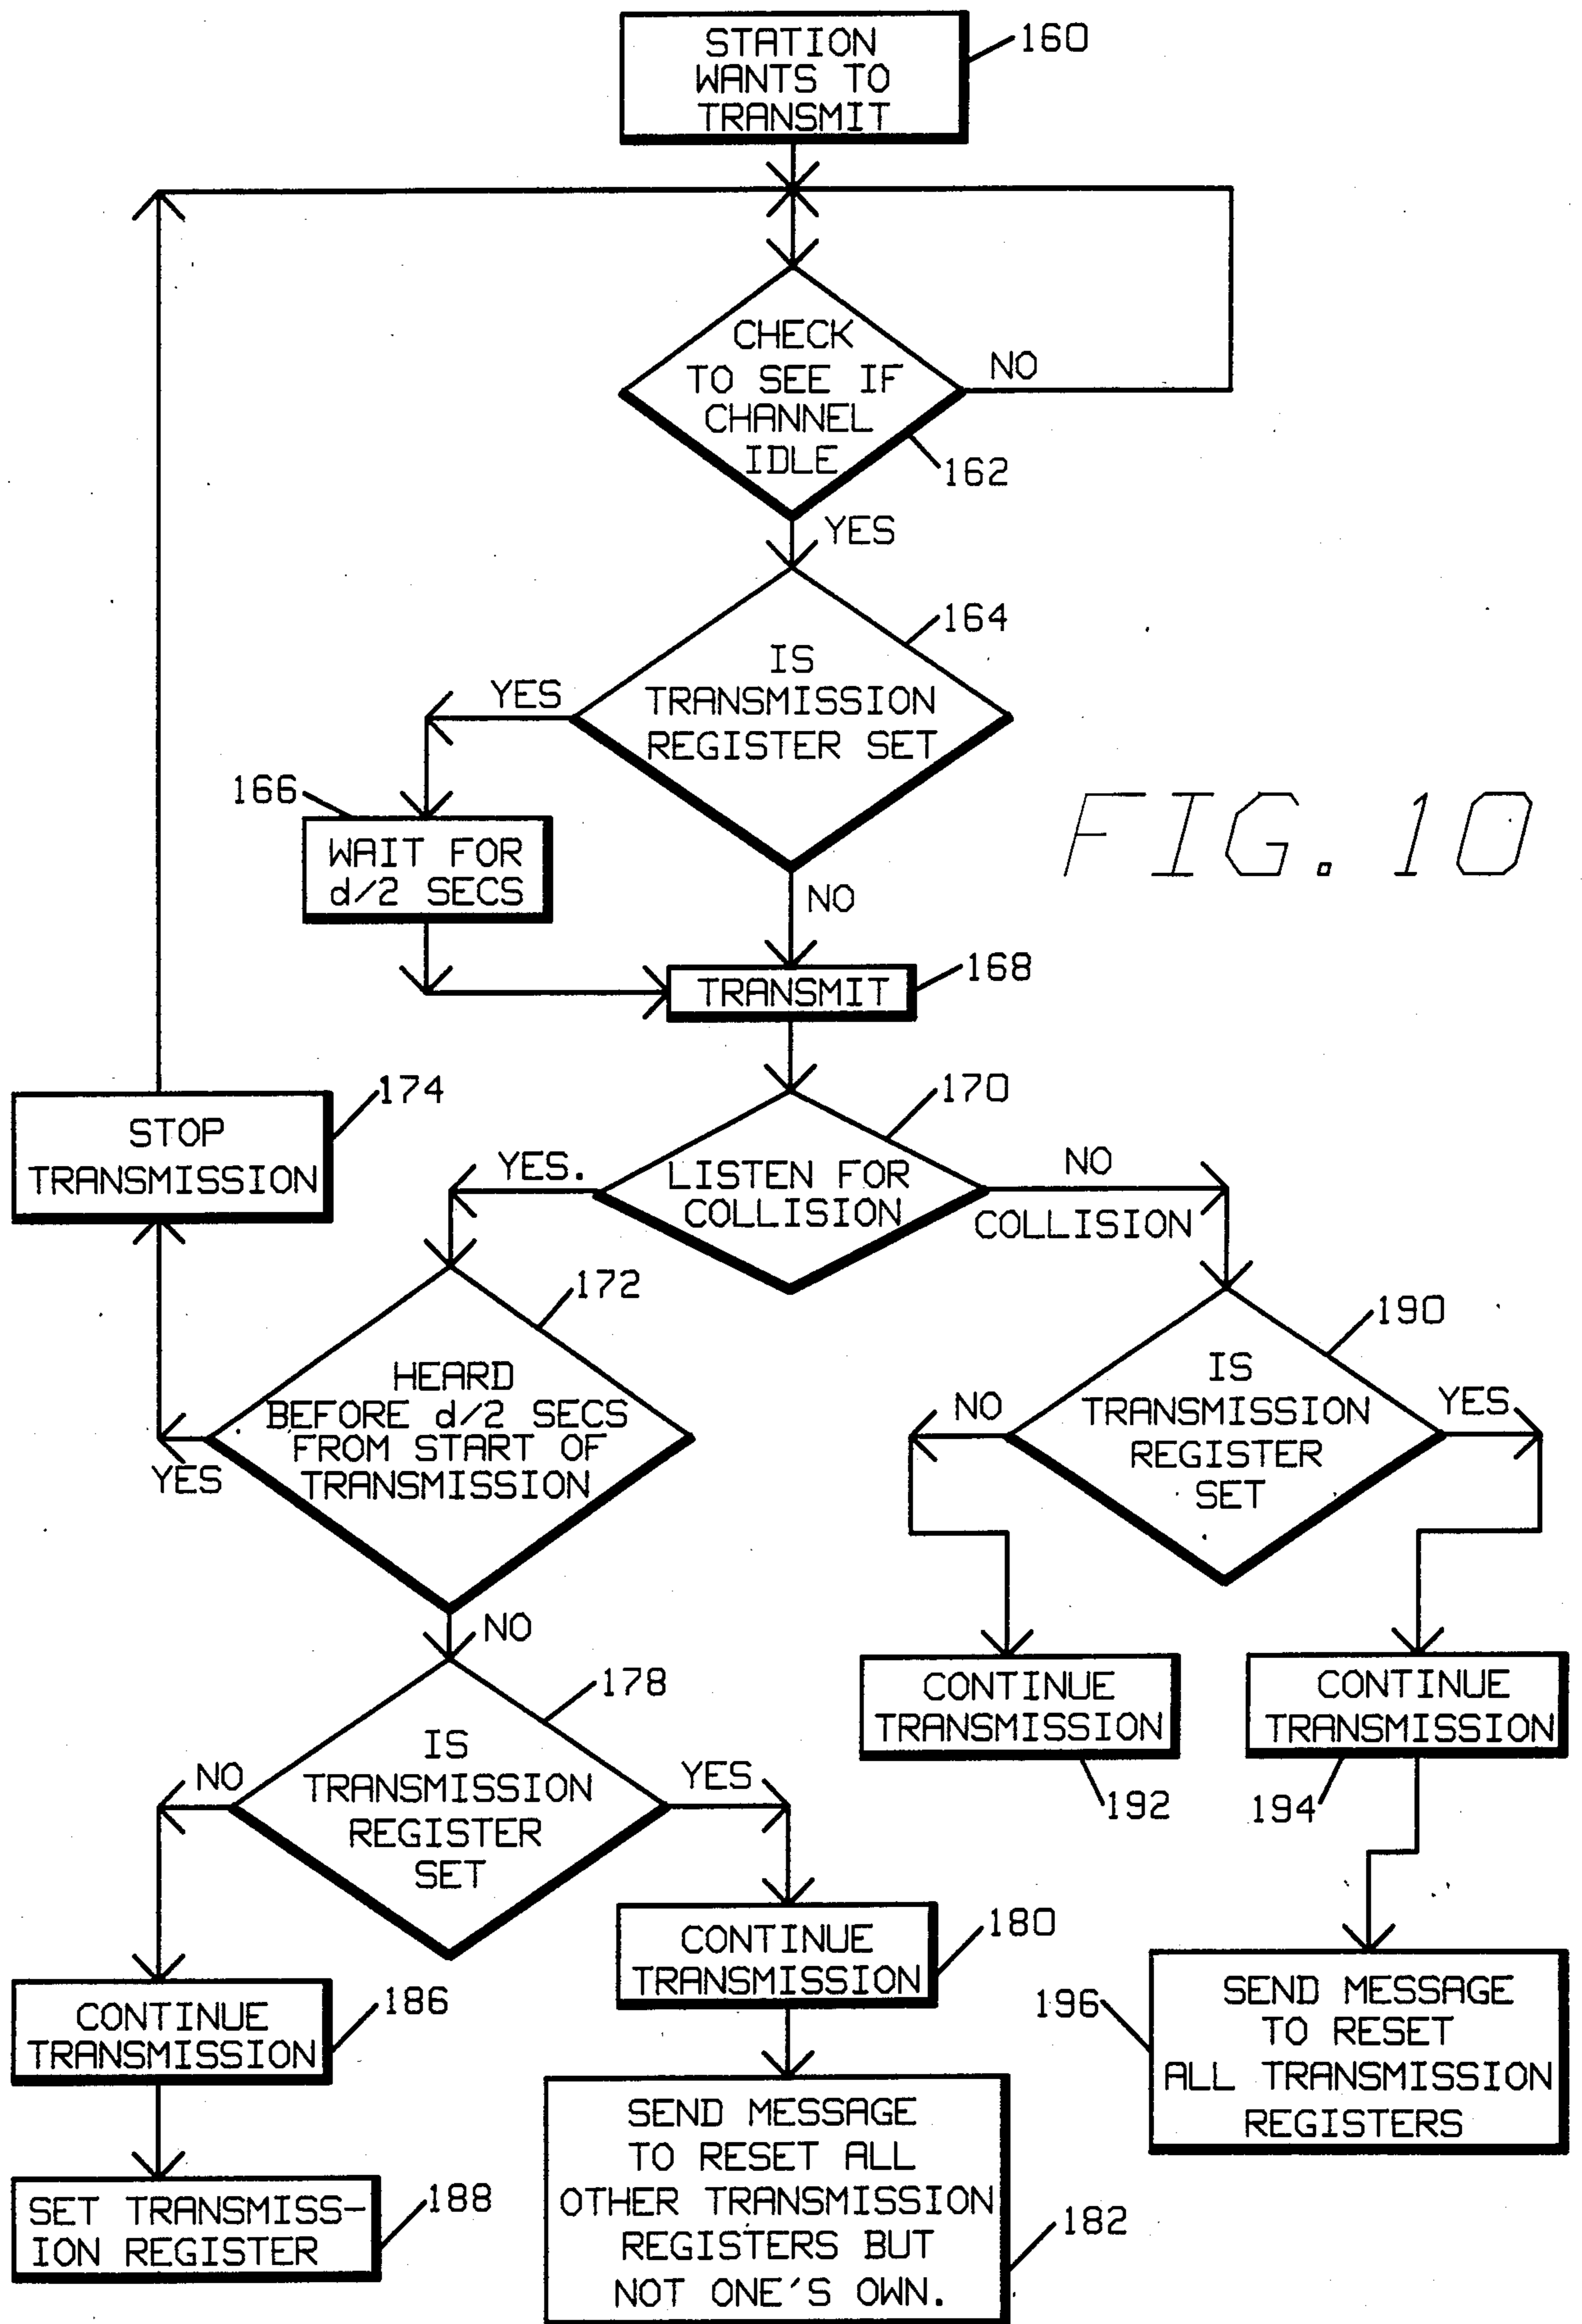 STATION
WANTS TO
TRANSMIT
160
CHECK
TO SEE IF
CHANNEL
IDLE
NO
162
YES
164
IS
TRANSMISSION
REGISTER SET
YES
166
WAIT FOR
d/2 SECS
NO
FIG. 10
TRANSMIT
168
174
STOP
TRANSMISSION
170
YES.
LISTEN FOR
COLLISION
NO
COLLISION
172
HEARD
BEFORE d/2 SECS
FROM START OF
TRANSMISSION
YES
NO
190
IS
TRANSMISSION
REGISTER
SET
NO
YES
CONTINUE
TRANSMISSION
192
CONTINUE
TRANSMISSION
194
178
IS
TRANSMISSION
REGISTER
SET
NO
YES
CONTINUE
TRANSMISSION
180
CONTINUE
TRANSMISSION
186
196
SEND MESSAGE
TO RESET
ALL TRANSMISSION
REGISTERS
SET TRANSMISS-
ION REGISTER
188
SEND MESSAGE
TO RESET ALL
OTHER TRANSMISSION
REGISTERS BUT
NOT ONE'S OWN.
182